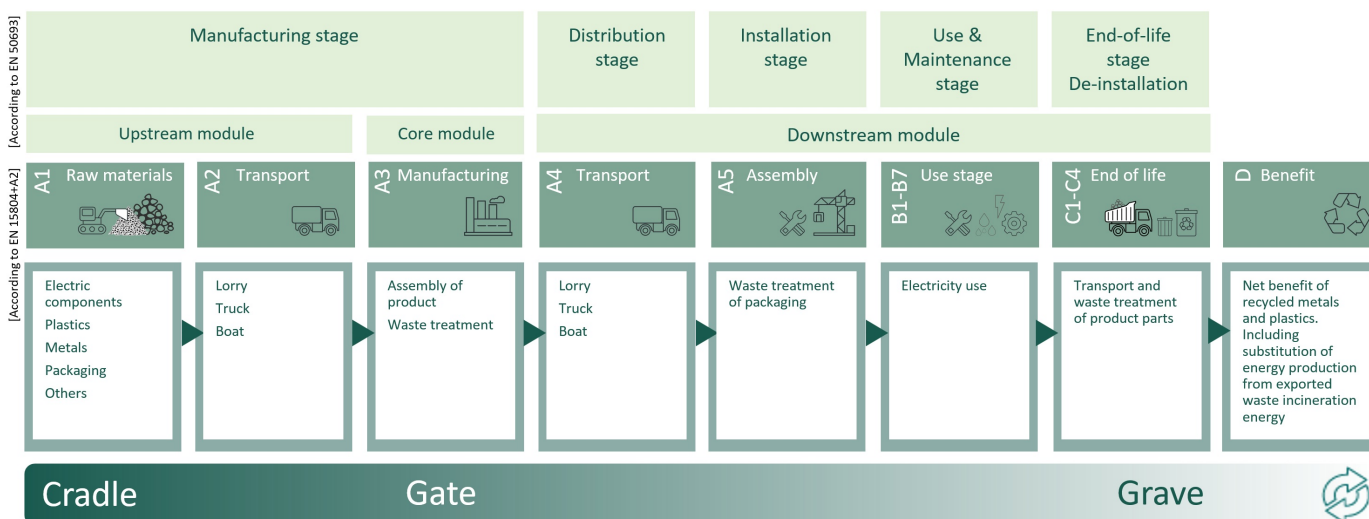 [According to EN 50693]
Manufacturing stage
Distribution
stage
Installation
stage
Use &
Maintenance
stage
End-of-life
stage
De-installation
Upstream module
Core module
Downstream module
[According to EN 15804+A2]
A1 Raw materials
A2 Transport
A3 Manufacturing
A4 Transport
A5 Assembly
B1-B7 Use stage
C1-C4 End of life
D Benefit
Electric
components
Plastics
Metals
Packaging
Others
Lorry
Truck
Boat
Assembly of
product
Waste treatment
Lorry
Truck
Boat
Waste treatment
of packaging
Electricity use
Transport and
waste treatment
of product parts
Net benefit of
recycled metals
and plastics.
Including
substitution of
energy production
from exported
waste incineration
energy
Cradle
Gate
Grave